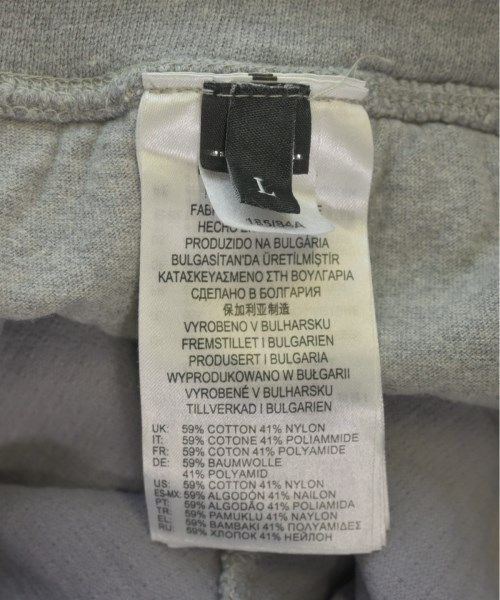 L
185/84A
FABR
HECHO E
PRODUZIDO NA BULGÁRIA
BULGASİTAN'DA ÜRETİLMİŞTİR
ΚΑΤΑΣΚΕΥΑΣΜΕΝΟ ΣΤΗ ΒΟΥΛΓΑΡΙΑ
СДЕЛАНО В БОЛГАРИЯ
保加利亚制造
VYROBENO V BULHARSKU
FREMSTILLET I BULGARIEN
PRODUSERT I BULGARIA
WYPRODUKOWANO W BUŁGARII
VYROBENÉ V BULHARSKU
TILLVERKAD I BULGARIEN
UK: 59% COTTON 41% NYLON
IT: 59% COTONE 41% POLIAMMIDE
FR: 59% COTON 41% POLYAMIDE
DE: 59% BAUMWOLLE
41% POLYAMID
US: 59% COTTON 41% NYLON
ES-MX: 59% ALGODÓN 41% NAILON
PT: 59% ALGODÃO 41% POLIAMIDA
TR: 59% PAMUKLU 41% NAYLON
EL: 59% ΒΑΜΒΑΚΙ 41% ΠΟΛΥΑΜΙΔΕΣ
RU: 59% ХЛОПОК 41% НЕЙЛОН